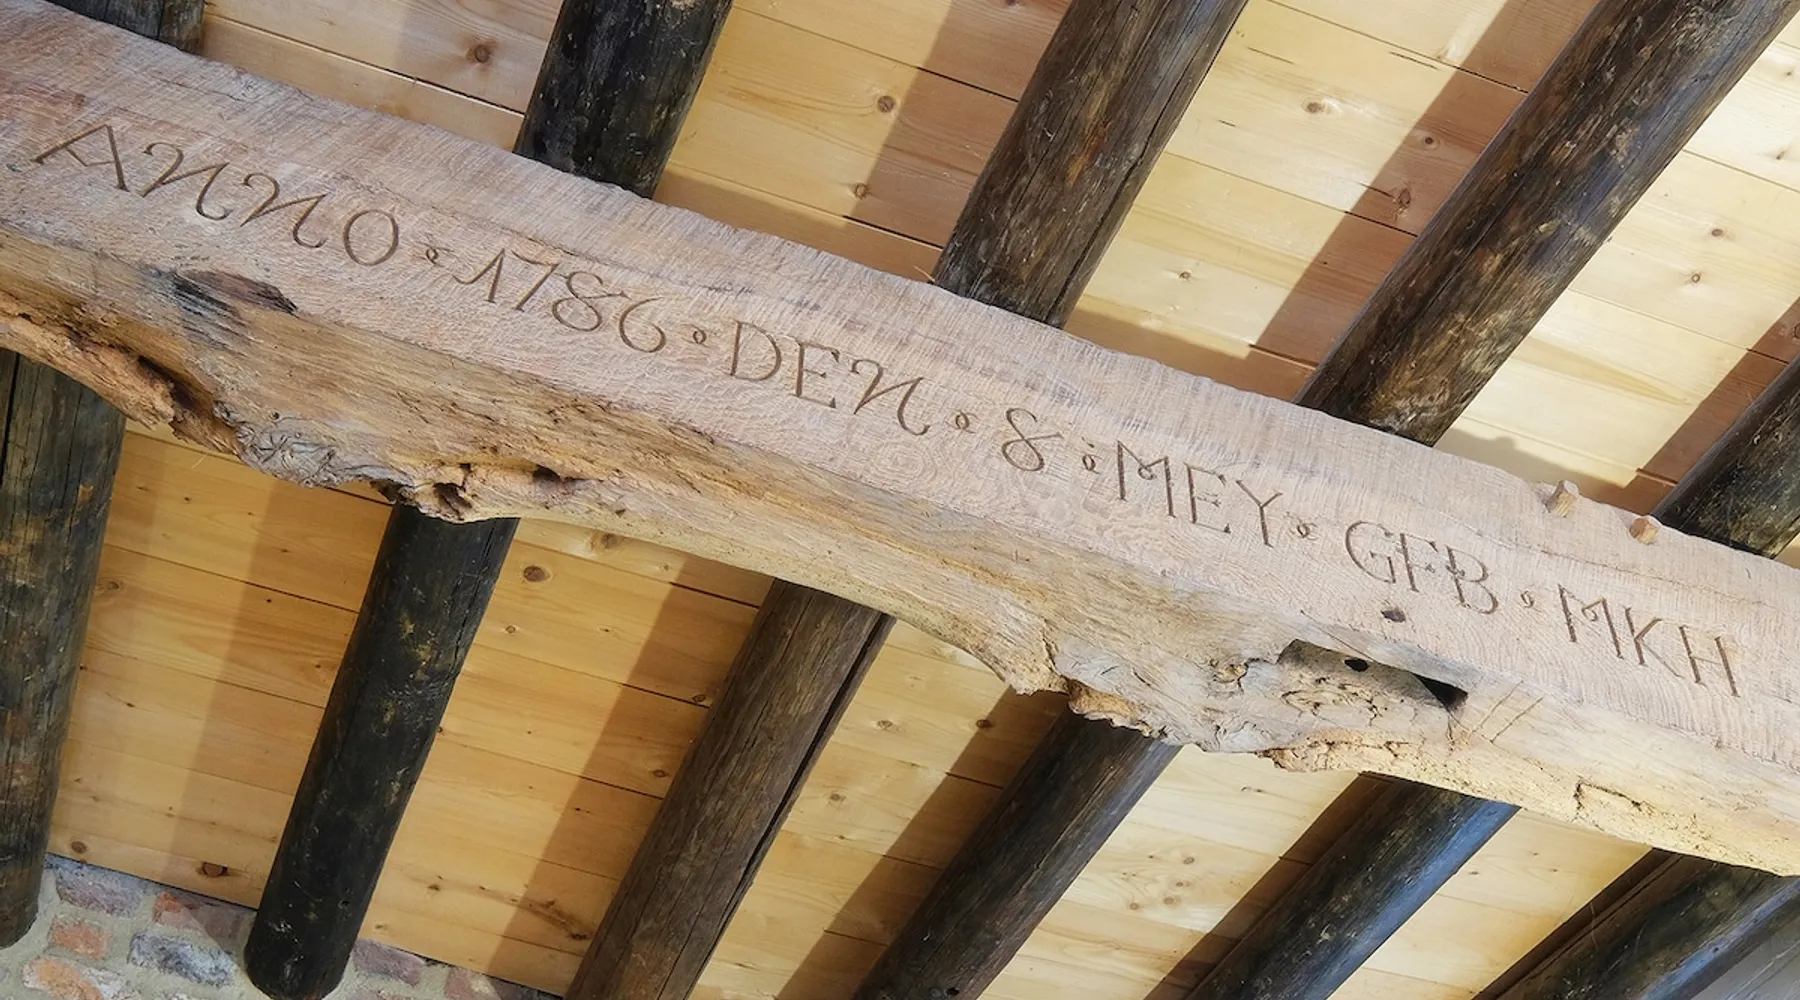 ANNO ∘ 1786 ∘ DEN ∘ 8 ∘ MEY ∘ GFB ∘ MKH